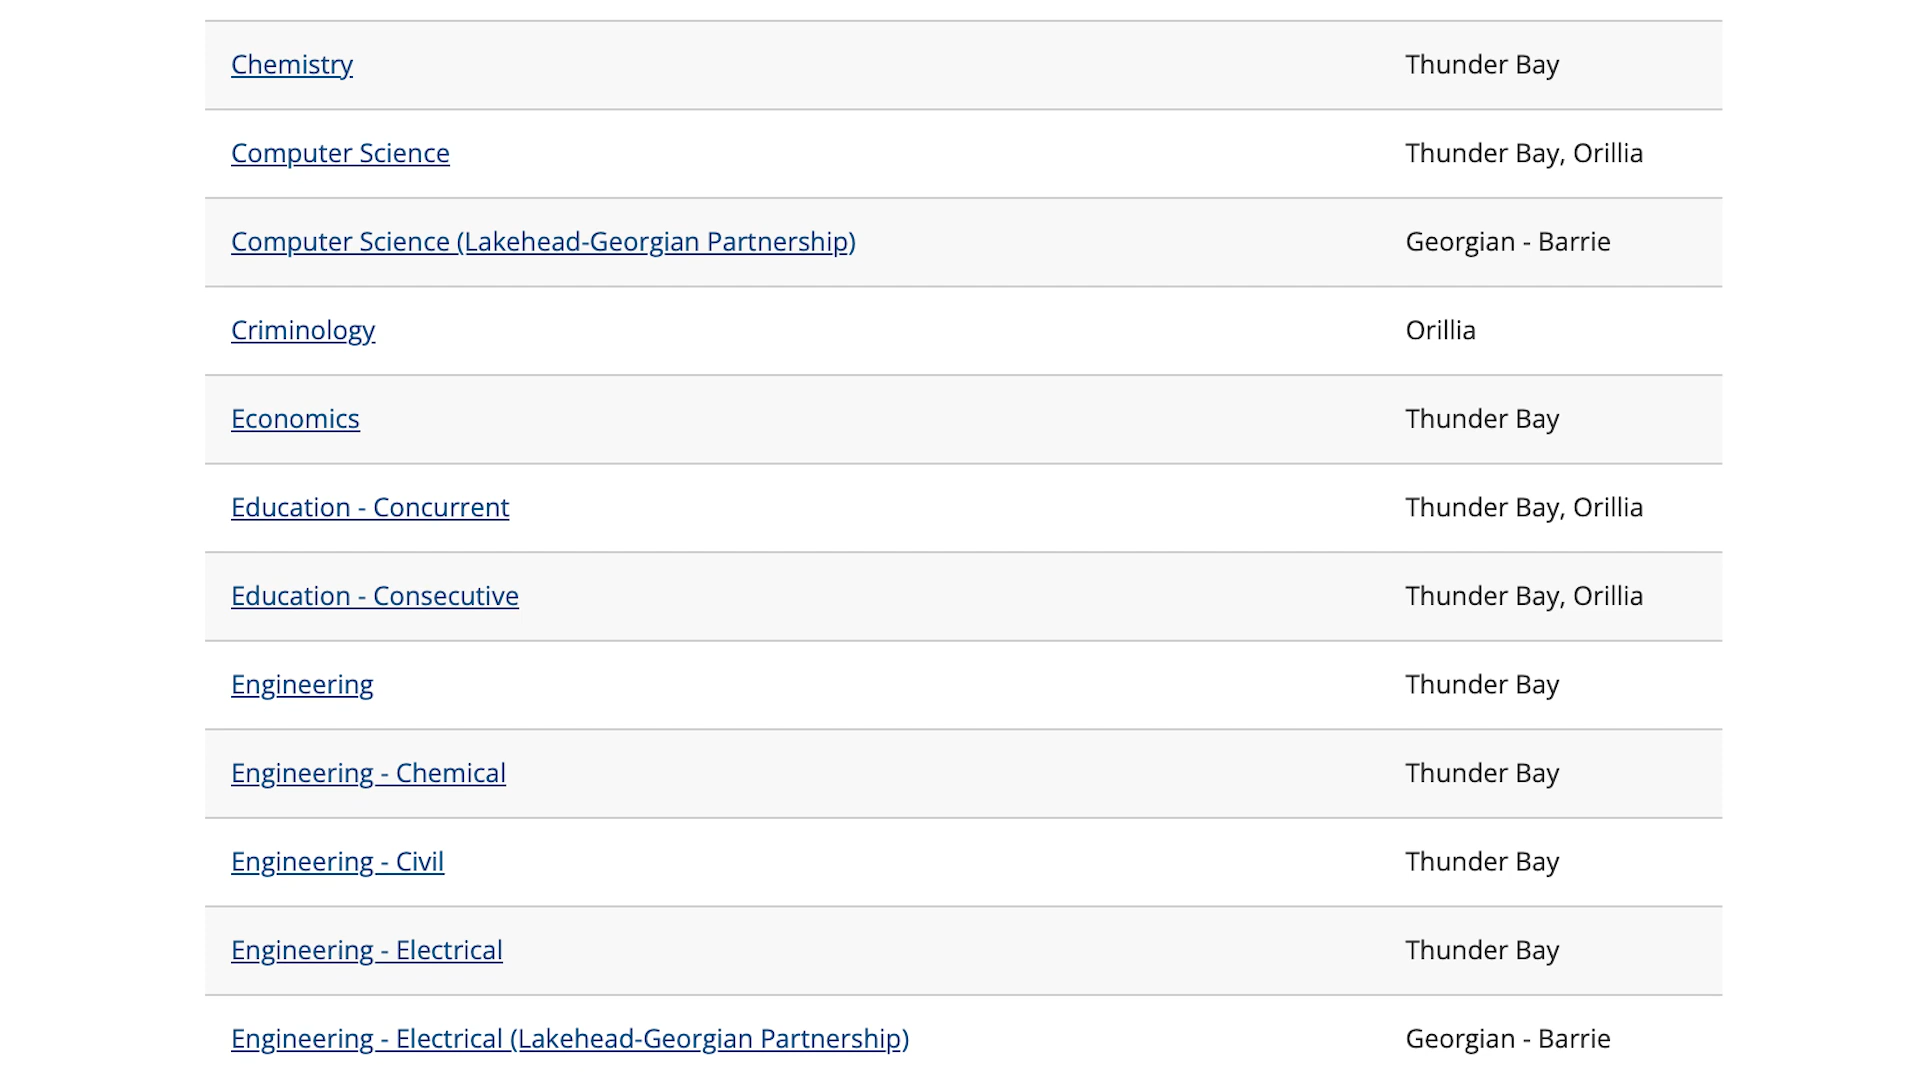 Chemistry Thunder Bay
Computer Science Thunder Bay, Orillia
Computer Science (Lakehead-Georgian Partnership) Georgian - Barrie
Criminology Orillia
Economics Thunder Bay
Education - Concurrent Thunder Bay, Orillia
Education - Consecutive Thunder Bay, Orillia
Engineering Thunder Bay
Engineering - Chemical Thunder Bay
Engineering - Civil Thunder Bay
Engineering - Electrical Thunder Bay
Engineering - Electrical (Lakehead-Georgian Partnership) Georgian - Barrie